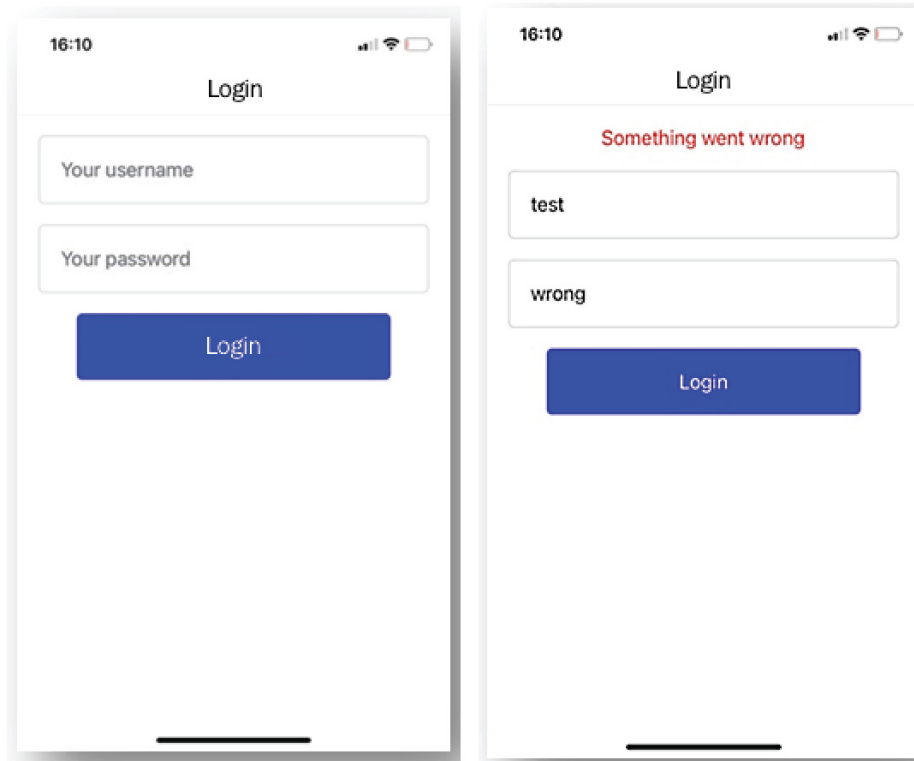 16:10
Login
Your username
Your password
Login
16:10
Login
Something went wrong
test
wrong
Login